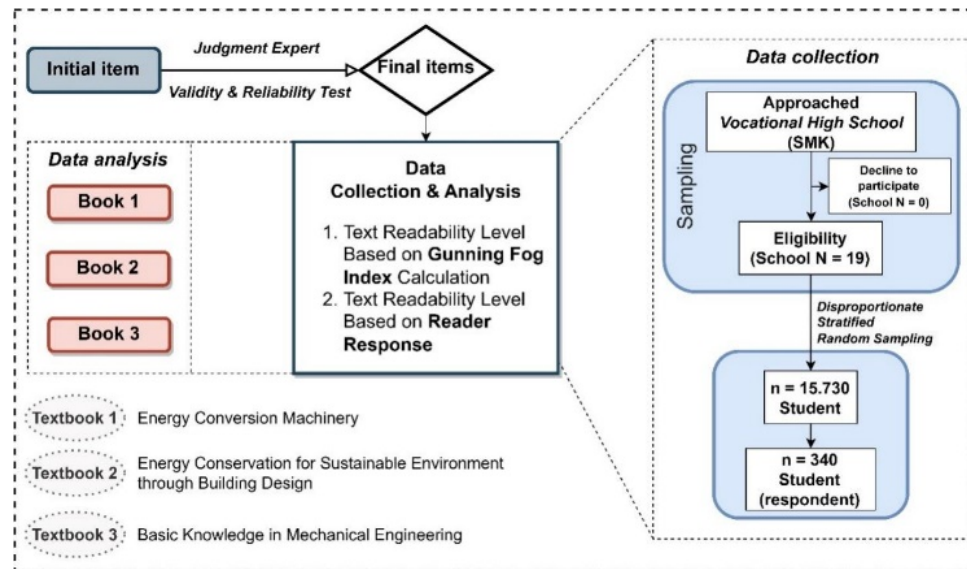 Initial item
Judgment Expert
Validity & Reliability Test
Final items
Data analysis
Book 1
Book 2
Book 3
Data
Collection & Analysis
1. Text Readability Level
Based on Gunning Fog
Index Calculation
2. Text Readability Level
Based on Reader
Response
Textbook 1
Energy Conversion Machinery
Textbook 2
Energy Conservation for Sustainable Environment
through Building Design
Textbook 3
Basic Knowledge in Mechanical Engineering
Data collection
Sampling
Approached
Vocational High School
(SMK)
Decline to
participate
(School N = 0)
Eligibility
(School N = 19)
Disproportionate
Stratified
Random Sampling
n = 15.730
Student
n = 340
Student
(respondent)